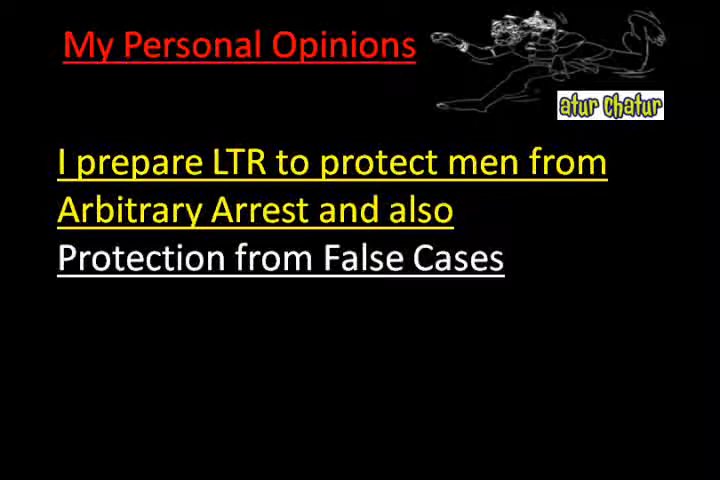 My Personal Opinions
atur chatur
I prepare LTR to protect men from
Arbitrary Arrest and also
Protection from False Cases